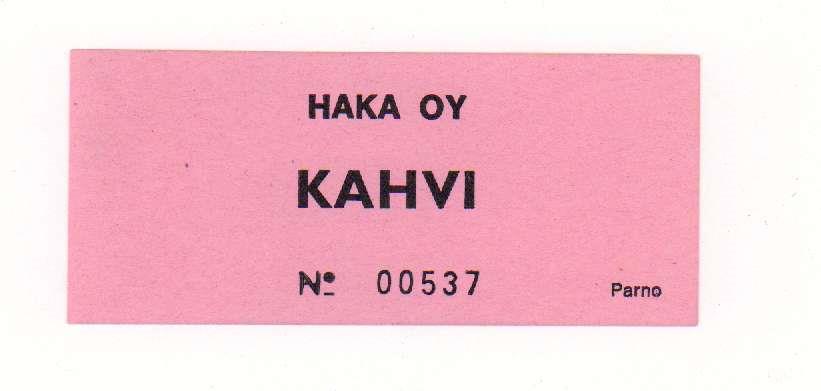 HAKA OY
KAHVI
Nº 00537
Parno